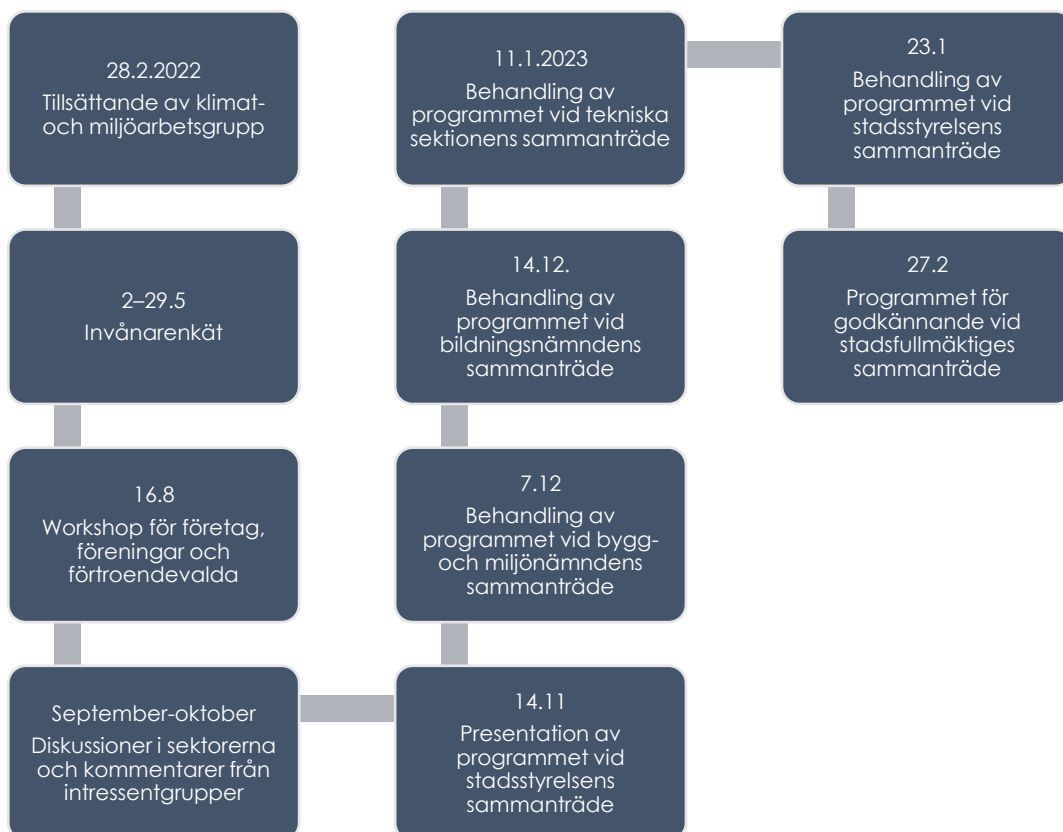 28.2.2022
Tillsättande av klimat-
och miljöarbetsgrupp
2–29.5
Invånarenkät
16.8
Workshop för företag,
föreningar och
förtroendevalda
September-oktober
Diskussioner i sektorerna
och kommentarer från
intressentgrupper
14.11
Presentation av
programmet vid
stadsstyrelsens
sammanträde
7.12
Behandling av
programmet vid bygg-
och miljönämndens
sammanträde
14.12.
Behandling av
programmet vid
bildningsnämndens
sammanträde
11.1.2023
Behandling av
programmet vid tekniska
sektionens sammanträde
23.1
Behandling av
programmet vid
stadsstyrelsens
sammanträde
27.2
Programmet för
godkännande vid
stadsfullmäktiges
sammanträde